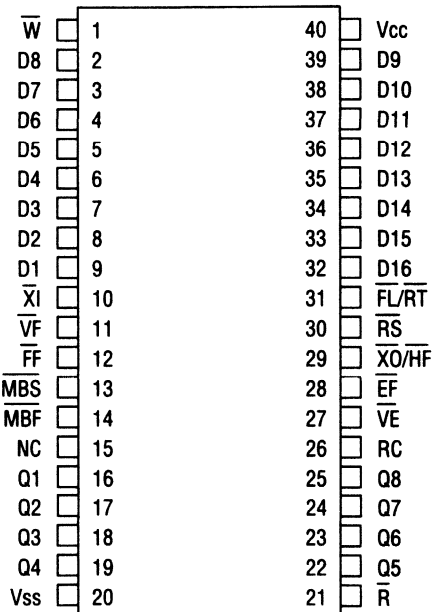 W̅ 1 40 Vcc
D8 2 39 D9
D7 3 38 D10
D6 4 37 D11
D5 5 36 D12
D4 6 35 D13
D3 7 34 D14
D2 8 33 D15
D1 9 32 D16
X̅I̅ 10 31 F̅L̅/R̅T̅
V̅F̅ 11 30 R̅S̅
F̅F̅ 12 29 X̅O̅/H̅F̅
M̅B̅S̅ 13 28 E̅F̅
M̅B̅F̅ 14 27 V̅E̅
NC 15 26 RC
Q1 16 25 Q8
Q2 17 24 Q7
Q3 18 23 Q6
Q4 19 22 Q5
Vss 20 21 R̅